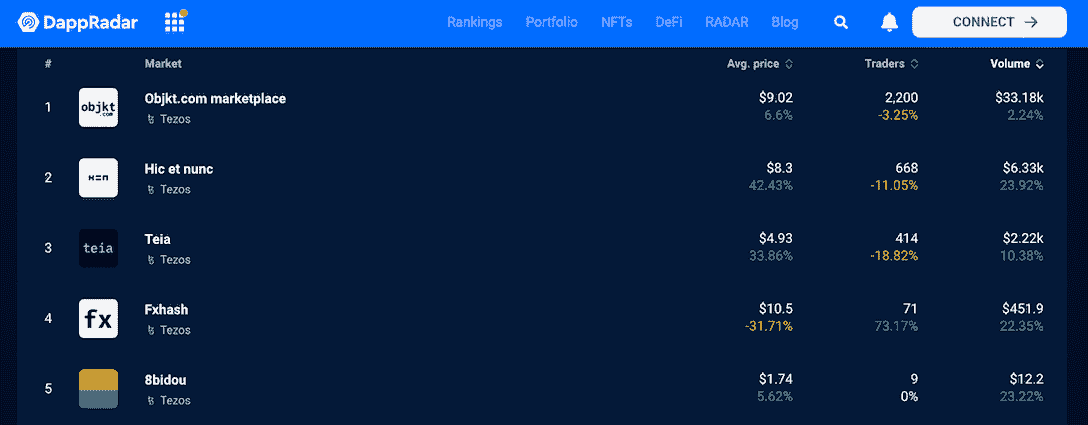 DappRadar Rankings Portfolio NFTs DeFi RADAR Blog CONNECT →
# Market Avg. price Traders Volume
1 objkt.com Objkt.com marketplace $9.02 2,200 $33.18k
Tezos 6.6% -3.25% 2.24%
2 H=N Hic et nunc $8.3 668 $6.33k
Tezos 42.43% -11.05% 23.92%
3 teia Teia $4.93 414 $2.22k
Tezos 33.86% -18.82% 10.38%
4 fx Fxhash $10.5 71 $451.9
Tezos -31.71% 73.17% 22.35%
5 8bidou $1.74 9 $12.2
Tezos 5.62% 0% 23.22%